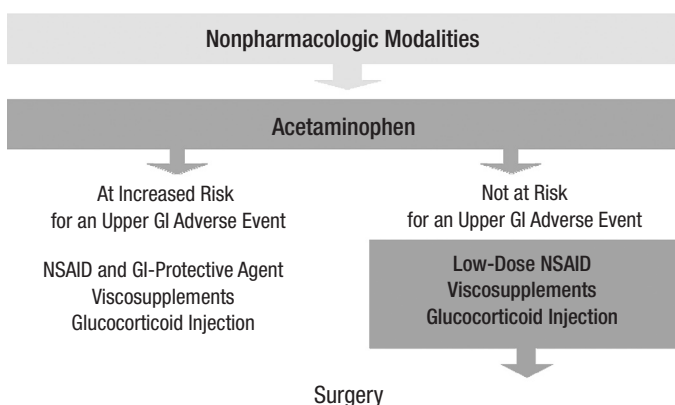 Nonpharmacologic Modalities
Acetaminophen
At Increased Risk
for an Upper GI Adverse Event
NSAID and GI-Protective Agent
Viscosupplements
Glucocorticoid Injection
Not at Risk
for an Upper GI Adverse Event
Low-Dose NSAID
Viscosupplements
Glucocorticoid Injection
Surgery